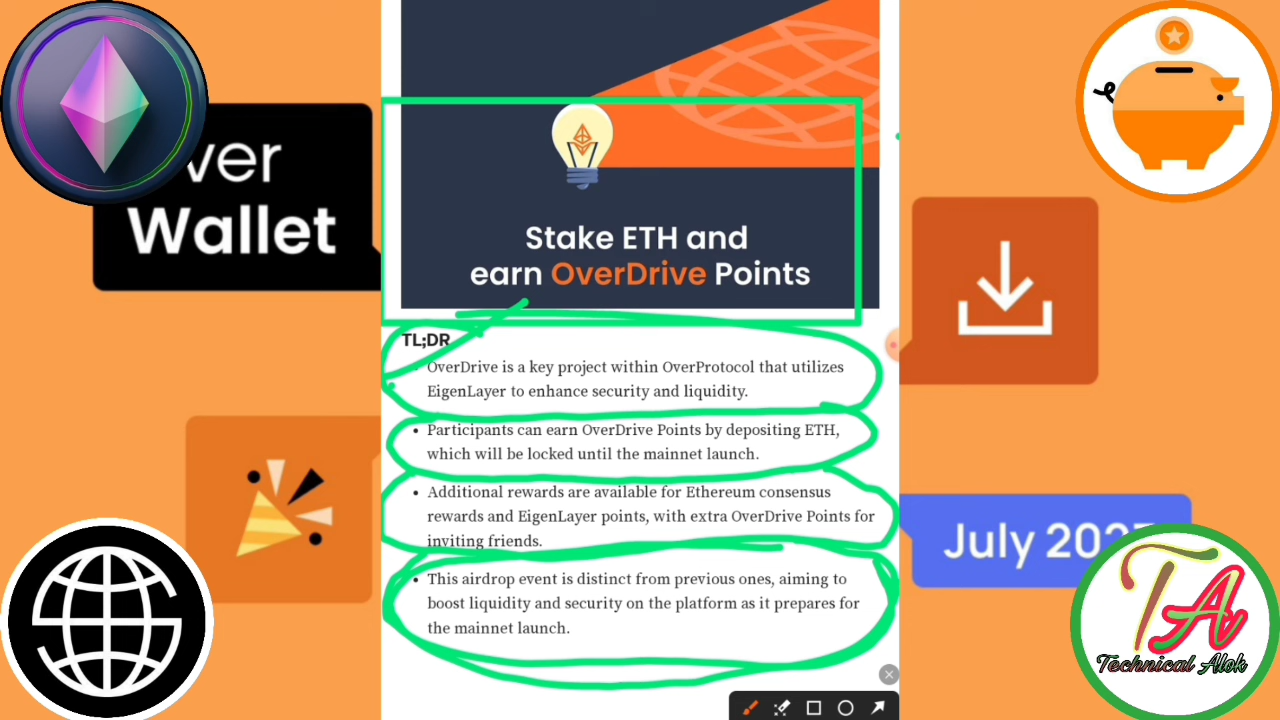 ver
Wallet
Stake ETH and
earn OverDrive Points
TL;DR
OverDrive is a key project within OverProtocol that utilizes
EigenLayer to enhance security and liquidity.
Participants can earn OverDrive Points by depositing ETH,
which will be locked until the mainnet launch.
Additional rewards are available for Ethereum consensus
rewards and EigenLayer points, with extra OverDrive Points for
inviting friends.
This airdrop event is distinct from previous ones, aiming to
boost liquidity and security on the platform as it prepares for
the mainnet launch.
July
TA
Technical Alok